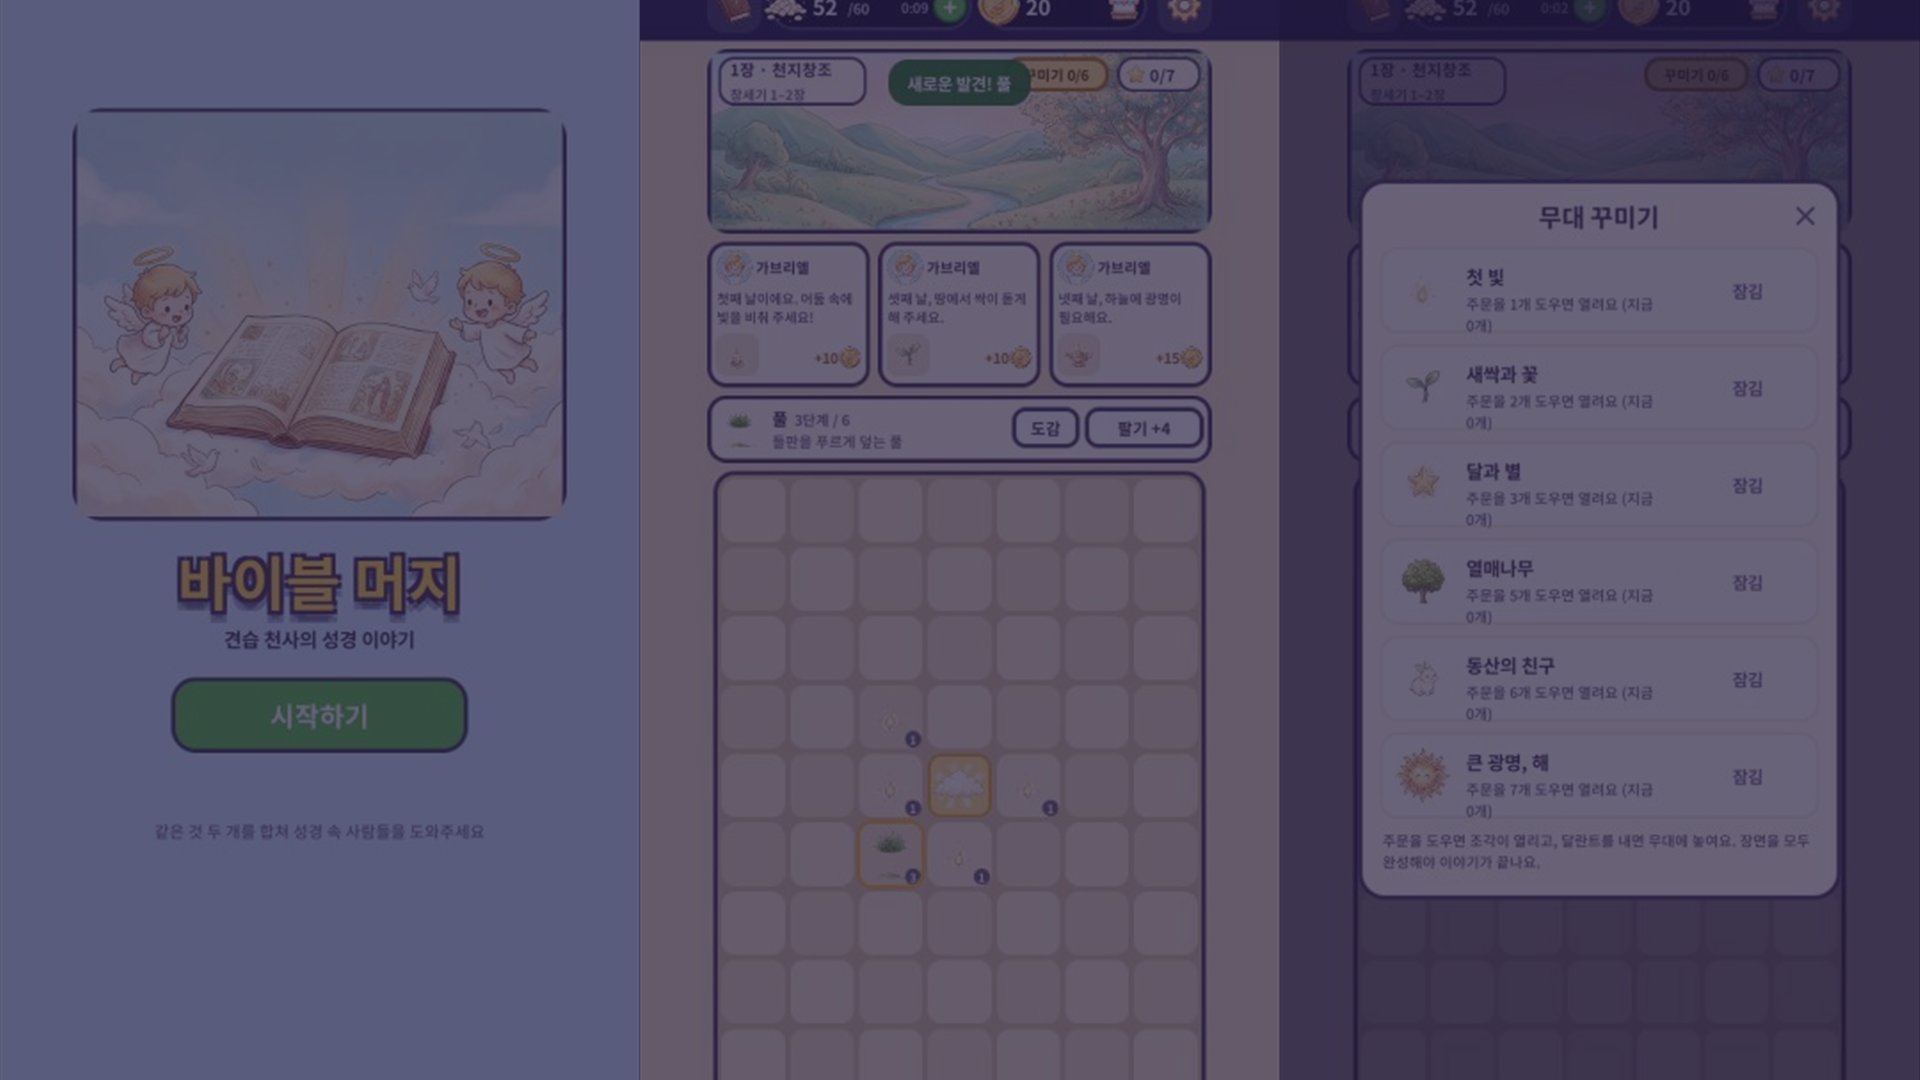 바이블 머지
견습 천사의 성경 이야기
시작하기
같은 것 두 개를 합쳐 성경 속 사람들을 도와주세요
52 /60
0:09
20
1장 · 천지창조
창세기 1-2장
새로운 발견! 풀
꾸미기 0/6
0/7
가브리엘
첫째 날이에요. 어둠 속에
빛을 비춰 주세요!
+10
가브리엘
셋째 날, 땅에서 싹이 돋게
해 주세요.
+10
가브리엘
넷째 날, 하늘에 광명이
필요해요.
+15
풀 3단계 / 6
들판을 푸르게 덮는 풀
도감
팔기 +4
1
1
1
3
1
52 /60
0:02
20
1장 · 천지창조
창세기 1-2장
꾸미기 0/6
0/7
무대 꾸미기
첫 빛
주문을 1개 도우면 열려요 (지금
0개)
잠김
새싹과 꽃
주문을 2개 도우면 열려요 (지금
0개)
잠김
달과 별
주문을 3개 도우면 열려요 (지금
0개)
잠김
열매나무
주문을 5개 도우면 열려요 (지금
0개)
잠김
동산의 친구
주문을 6개 도우면 열려요 (지금
0개)
잠김
큰 광명, 해
주문을 7개 도우면 열려요 (지금
0개)
잠김
주문을 도우면 조각이 열리고, 달란트를 내면 무대에 놓여요. 장면을 모두
완성해야 이야기가 끝나요.